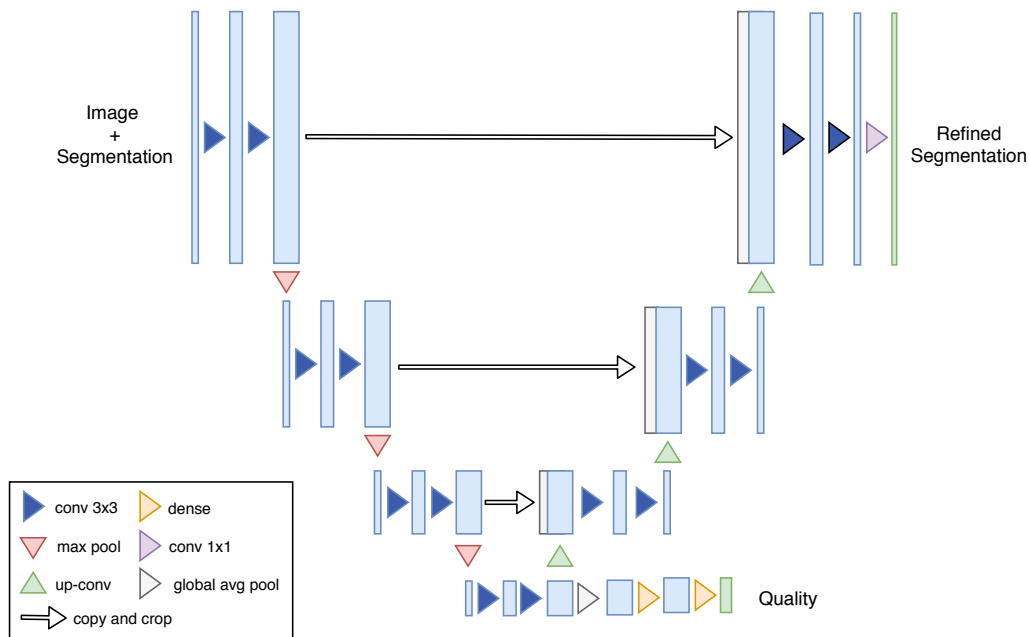 Image
+
Segmentation
Refined
Segmentation
conv 3x3
dense
max pool
conv 1x1
up-conv
global avg pool
copy and crop
Quality